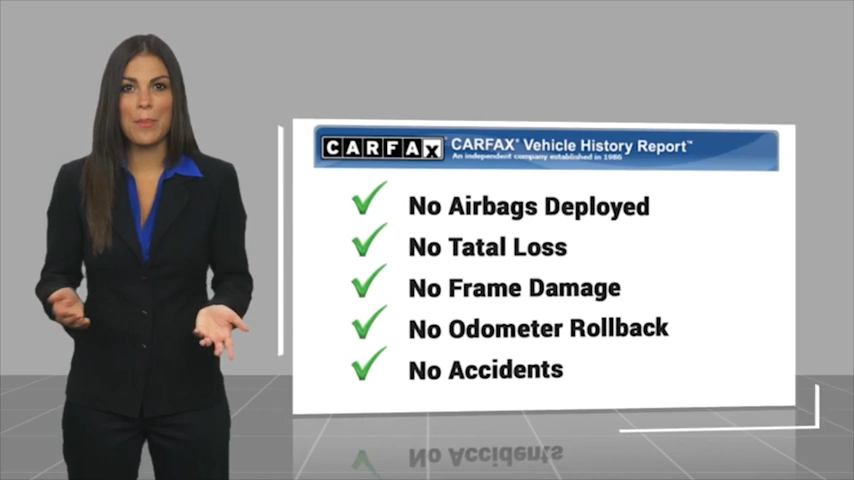 CARFAX CARFAX® Vehicle History Report™
An independent company established in 1986
No Airbags Deployed
No Tatal Loss
No Frame Damage
No Odometer Rollback
No Accidents
No Accidents